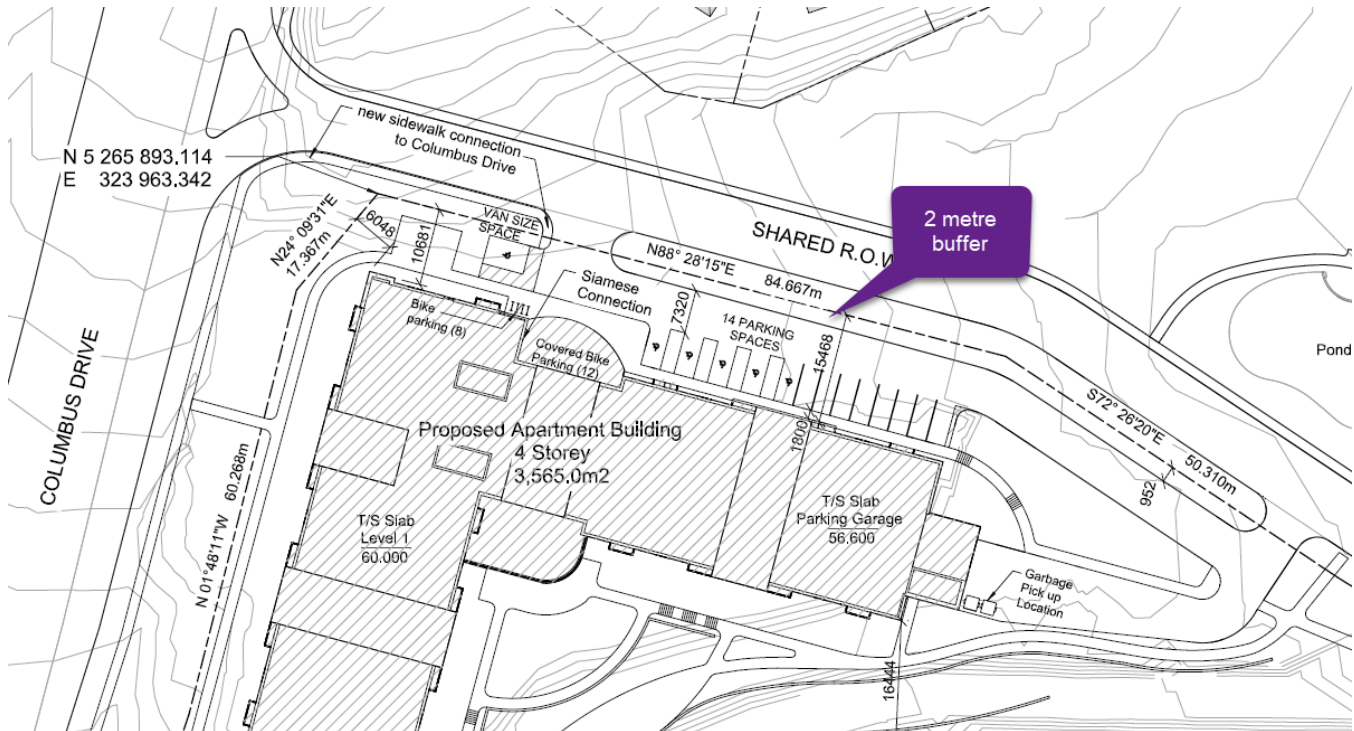 new sidewalk connection
to Columbus Drive
N 5 265 893.114
E 323 963.342
N24° 09'31"E
17.367m
6048
10681
VAN SIZE
SPACE
SHARED R.O.W
2 metre
buffer
N88° 28'15"E 84.667m
Siamese
Connection
7320
14 PARKING
SPACES
15468
Bike
parking (8)
Covered Bike
Parking (12)
Pond
COLUMBUS DRIVE
Proposed Apartment Building
4 Storey
3,565.0m2
1800
S72° 26'20"E
50.310m
952
N 01°48'11"W 60.268m
T/S Slab
Level 1
60.000
T/S Slab
Parking Garage
56.600
Garbage
Pick up
Location
16444